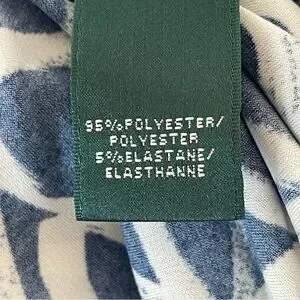 95%POLYESTER/
POLYESTER
5%ELASTANE/
ELASTHANNE